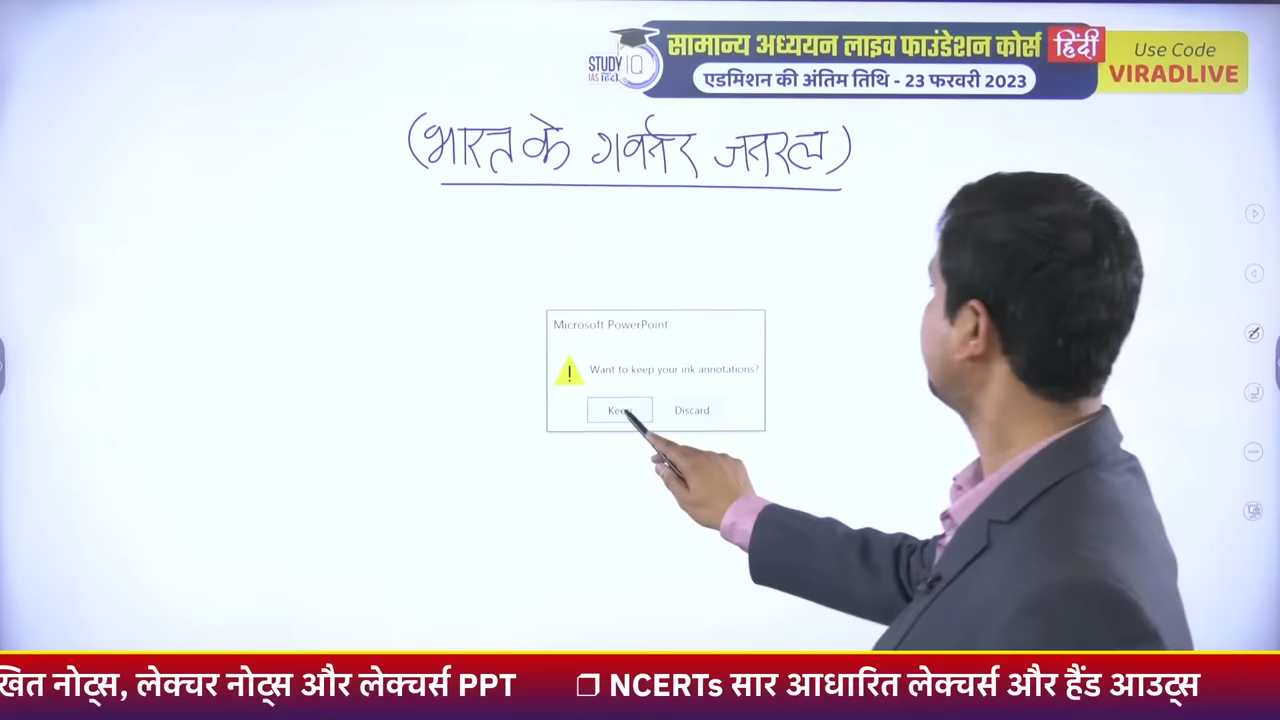 STUDY IQ
IAS हिंदी
सामान्य अध्ययन लाइव फाउंडेशन कोर्स हिंदी
एडमिशन की अंतिम तिथि - 23 फरवरी 2023
Use Code
VIRADLIVE
(भारत के गवर्नर जनरल)
Microsoft PowerPoint
Want to keep your ink annotations?
Discard
नोट्स, लेक्चर नोट्स और लेक्चर्स PPT
❐ NCERTs सार आधारित लेक्चर्स और हैंड आउट्स